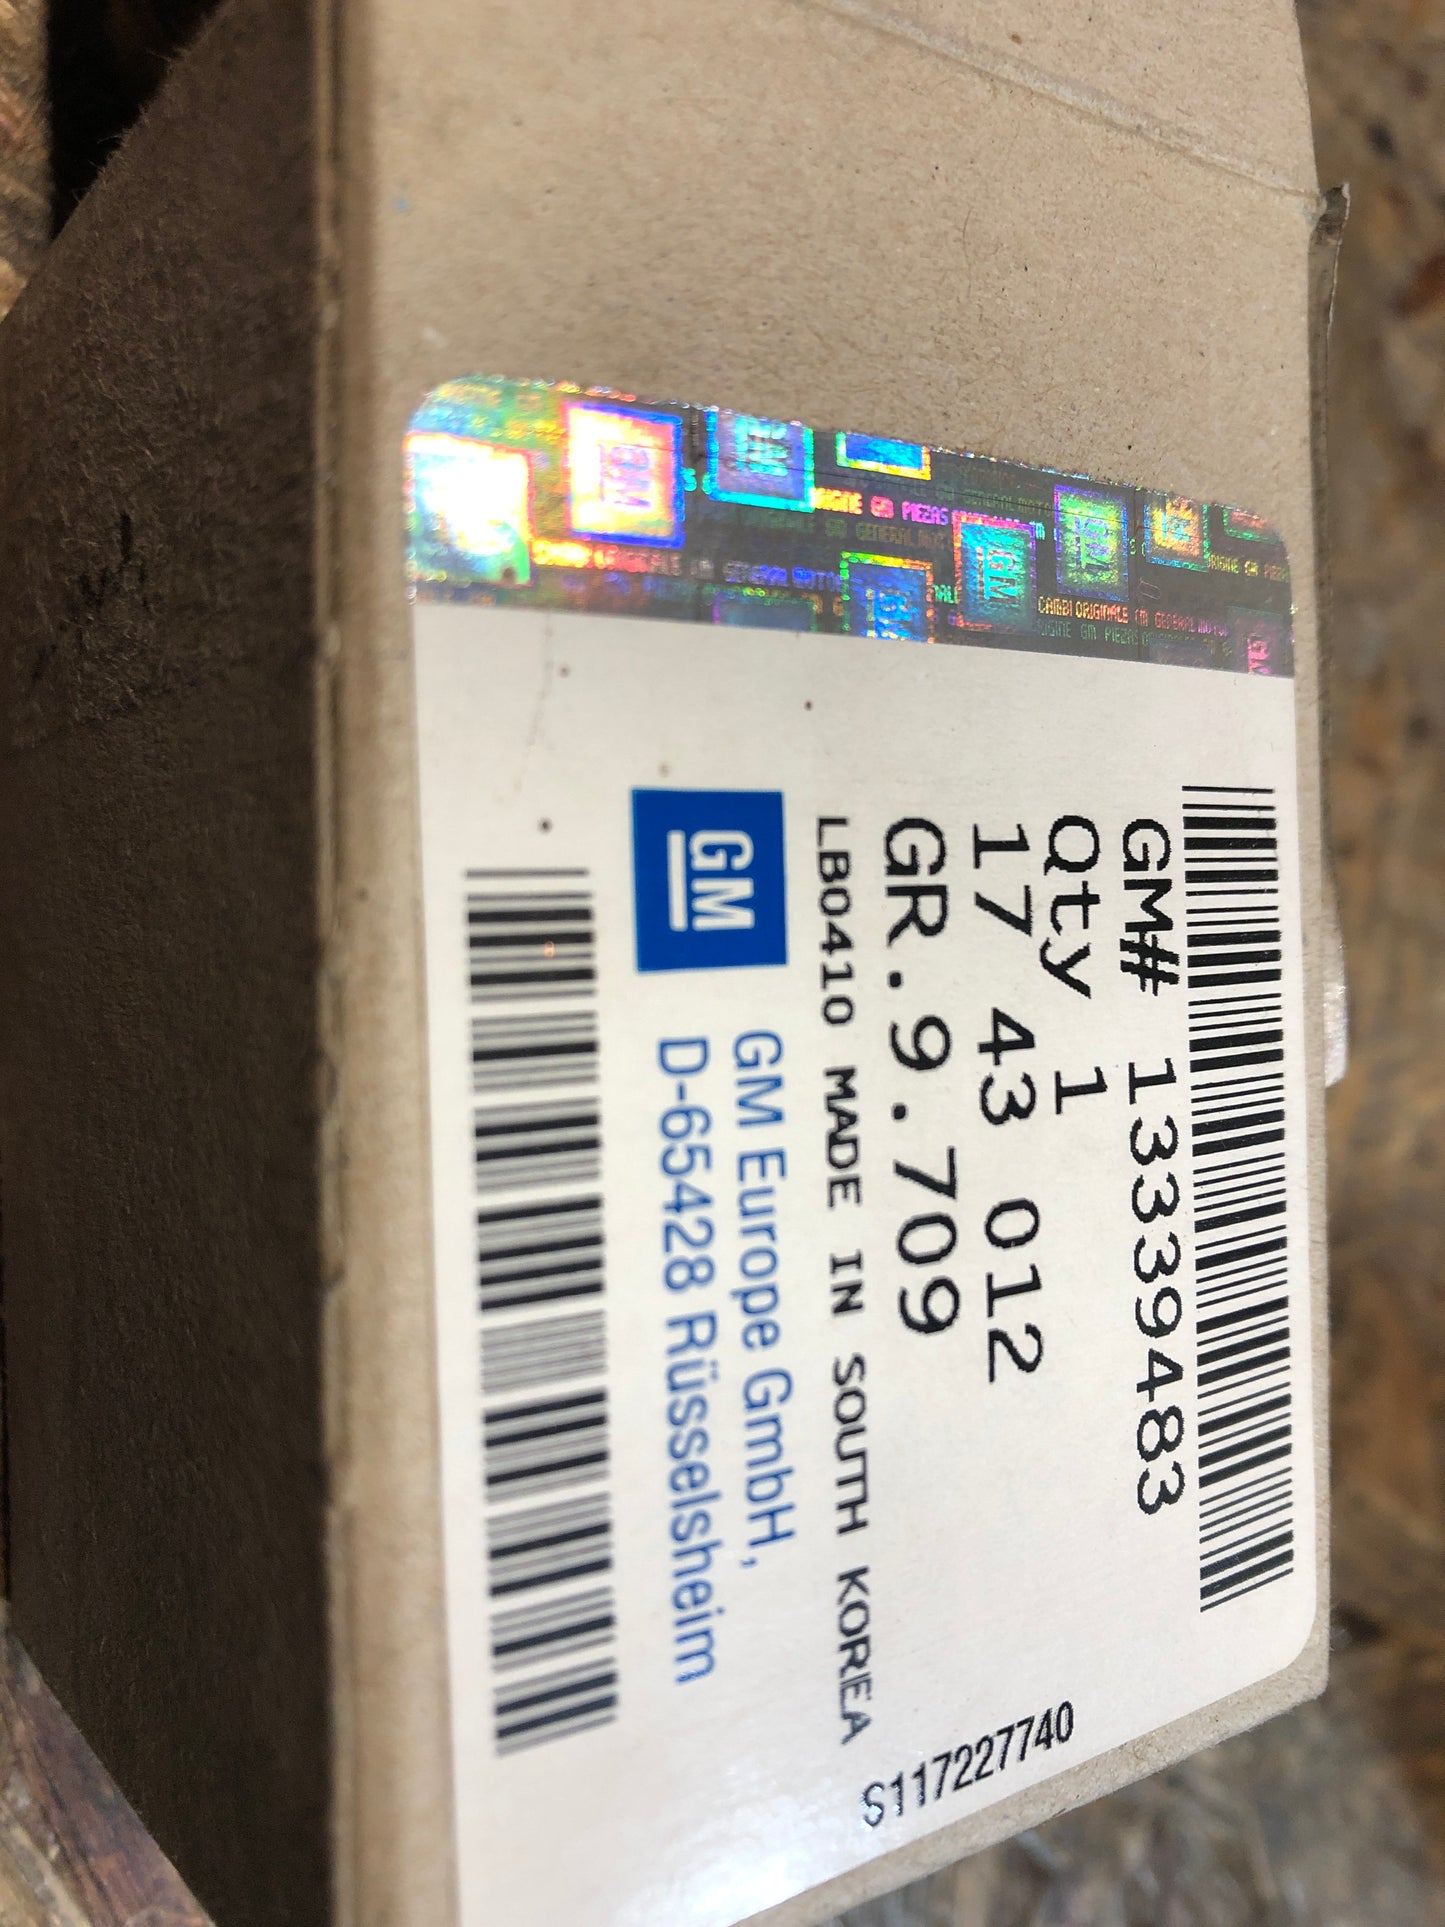 GM# 13339483
Qty 1
17 43 012
GR.9.709
LB0410 MADE IN SOUTH KOREA
GM
GM Europe GmbH,
D-65428 Rüsselsheim
S117227740